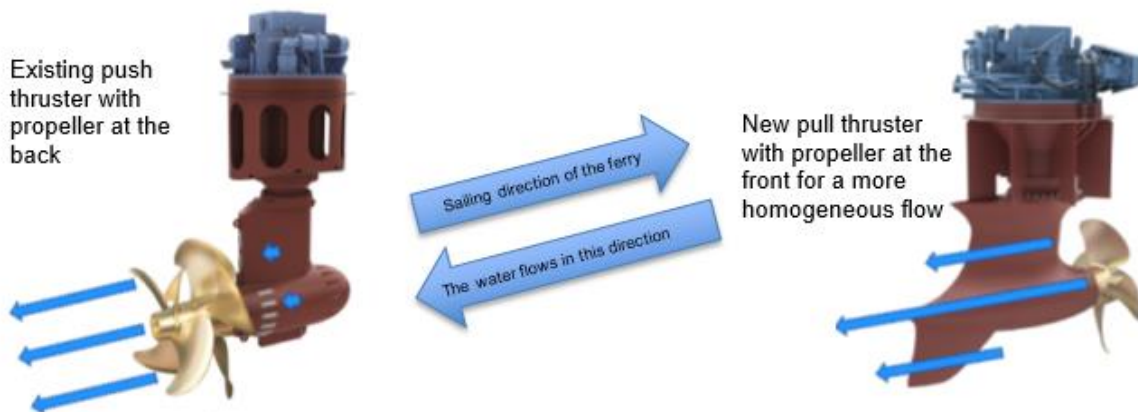 Existing push
thruster with
propeller at the
back
Sailing direction of the ferry
The water flows in this direction
New pull thruster
with propeller at the
front for a more
homogeneous flow